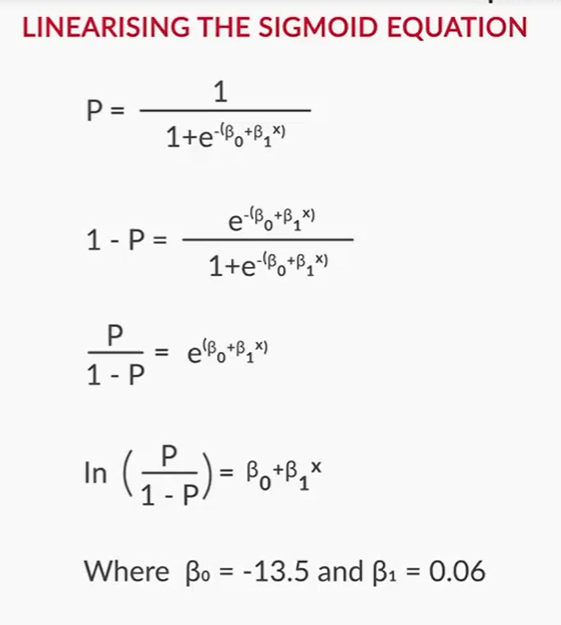 LINEARISING THE SIGMOID EQUATION
P = 1 / 1+e^-(β₀+β₁x)
1 - P = e^-(β₀+β₁x) / 1+e^-(β₀+β₁x)
P / 1 - P = e^(β₀+β₁x)
ln (P / 1 - P) = β₀+β₁x
Where β₀ = -13.5 and β₁ = 0.06